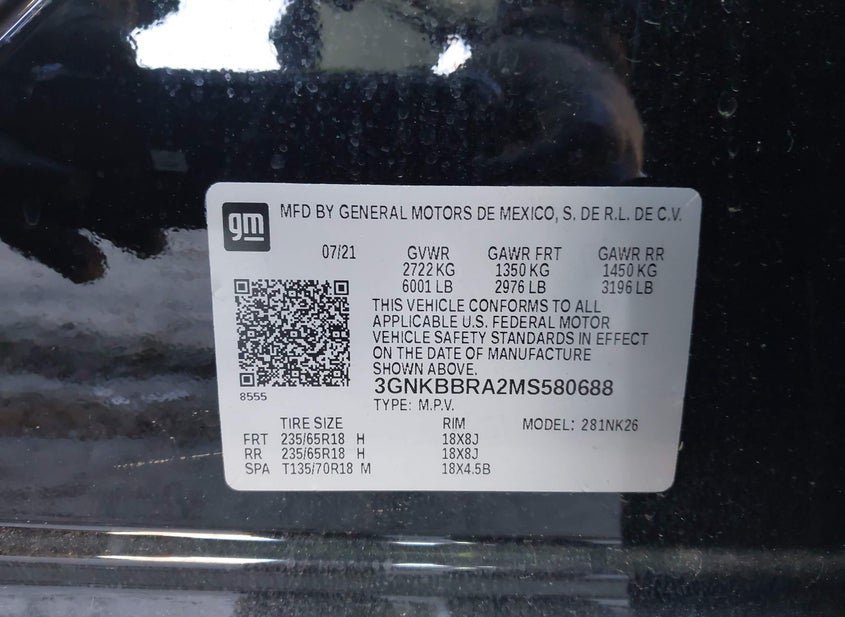 gm MFD BY GENERAL MOTORS DE MEXICO, S. DE R.L. DE C.V.
07/21 GVWR GAWR FRT GAWR RR
2722 KG 1350 KG 1450 KG
6001 LB 2976 LB 3196 LB
THIS VEHICLE CONFORMS TO ALL
APPLICABLE U.S. FEDERAL MOTOR
VEHICLE SAFETY STANDARDS IN EFFECT
ON THE DATE OF MANUFACTURE
SHOWN ABOVE.
3GNKBBRA2MS580688
8555 TYPE: M.P.V.
TIRE SIZE RIM MODEL: 281NK26
FRT 235/65R18 H 18X8J
RR 235/65R18 H 18X8J
SPA T135/70R18 M 18X4.5B